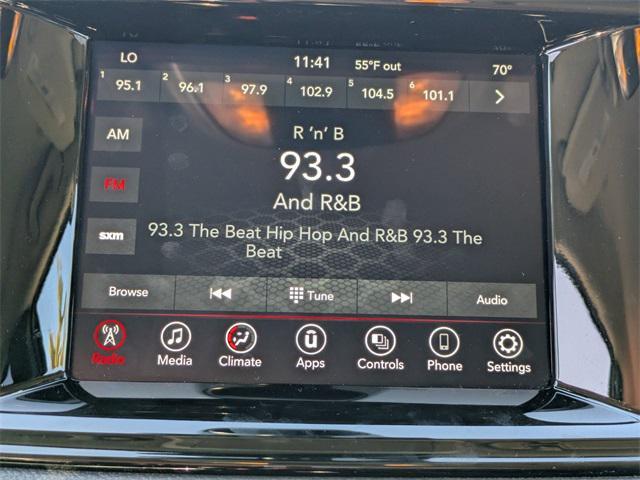 LO 11:41 55°F out 70°
1 95.1 2 96.1 3 97.9 4 102.9 5 104.5 6 101.1 >
AM
R 'n' B
93.3
FM
And R&B
sxm
93.3 The Beat Hip Hop And R&B 93.3 The
Beat
Browse Tune Audio
Radio Media Climate Apps Controls Phone Settings